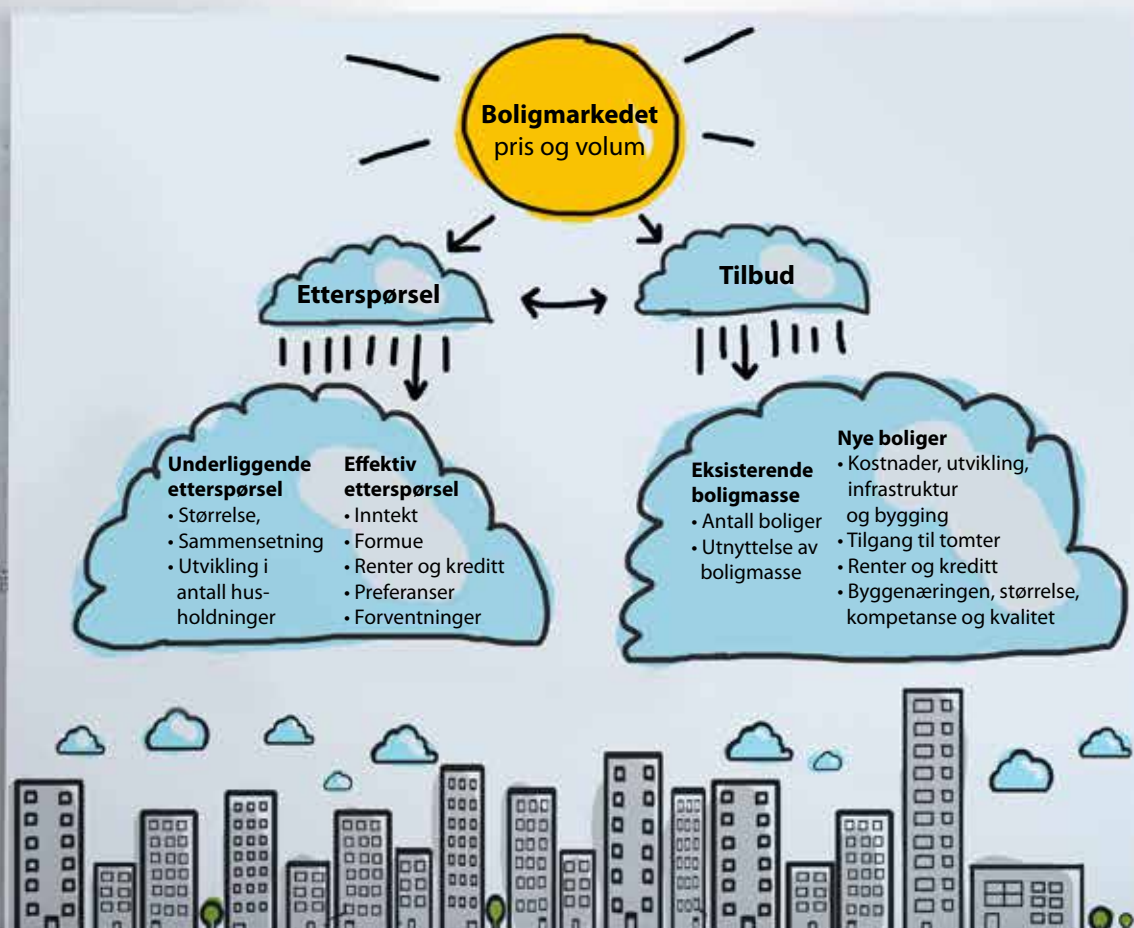 Boligmarkedet
pris og volum
Etterspørsel
Tilbud
Underliggende
etterspørsel
• Størrelse,
• Sammensetning
• Utvikling i
antall hus-
holdninger
Effektiv
etterspørsel
• Inntekt
• Formue
• Renter og kreditt
• Preferanser
• Forventninger
Eksisterende
boligmasse
• Antall boliger
• Utnyttelse av
boligmasse
Nye boliger
• Kostnader, utvikling,
infrastruktur
og bygging
• Tilgang til tomter
• Renter og kreditt
• Byggenæringen, størrelse,
kompetanse og kvalitet